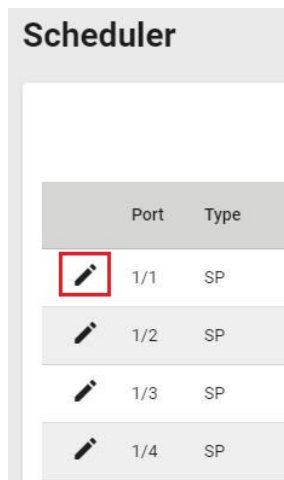 Scheduler
Port Type
1/1 SP
1/2 SP
1/3 SP
1/4 SP